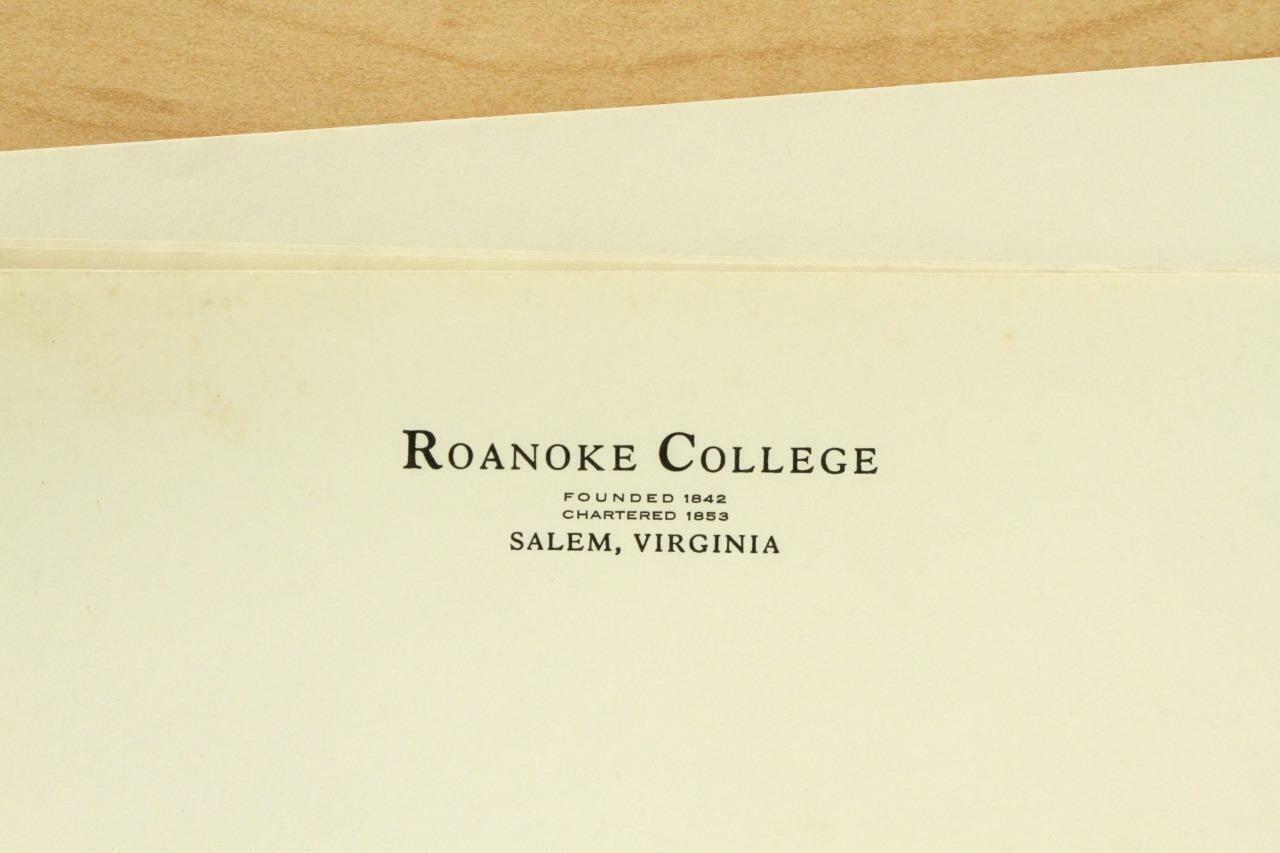 ROANOKE COLLEGE
FOUNDED 1842
CHARTERED 1853
SALEM, VIRGINIA